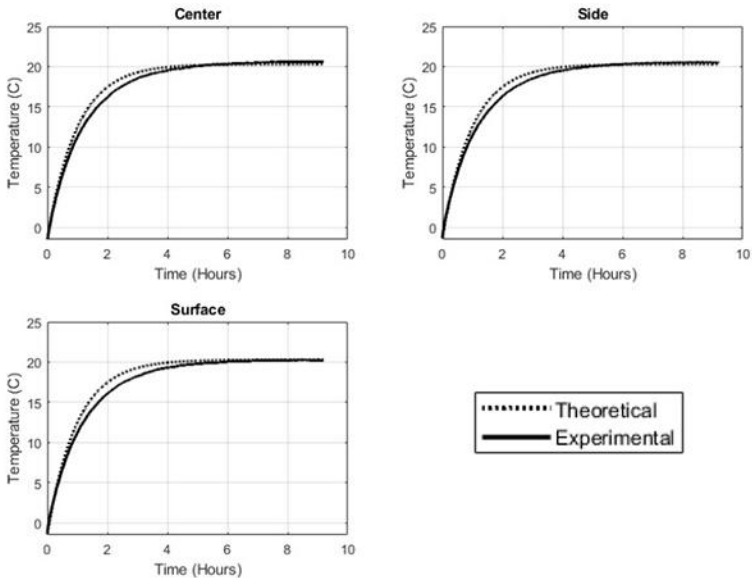 Center
25
20
15
10
5
0
Temperature (C)
0 2 4 6 8 10
Time (Hours)
Side
25
20
15
10
5
0
Temperature (C)
0 2 4 6 8 10
Time (Hours)
Surface
25
20
15
10
5
0
Temperature (C)
0 2 4 6 8 10
Time (Hours)
Theoretical
Experimental